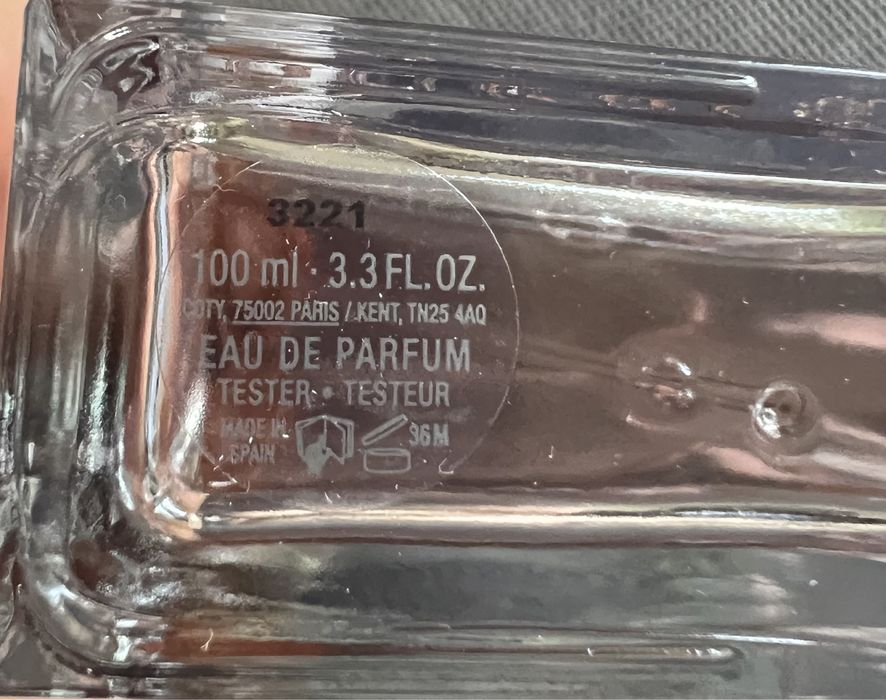 3221
100 ml · 3.3 FL. OZ.
COTY, 75002 PARIS / KENT, TN25 4AQ
EAU DE PARFUM
TESTER • TESTEUR
MADE IN
SPAIN
36 M